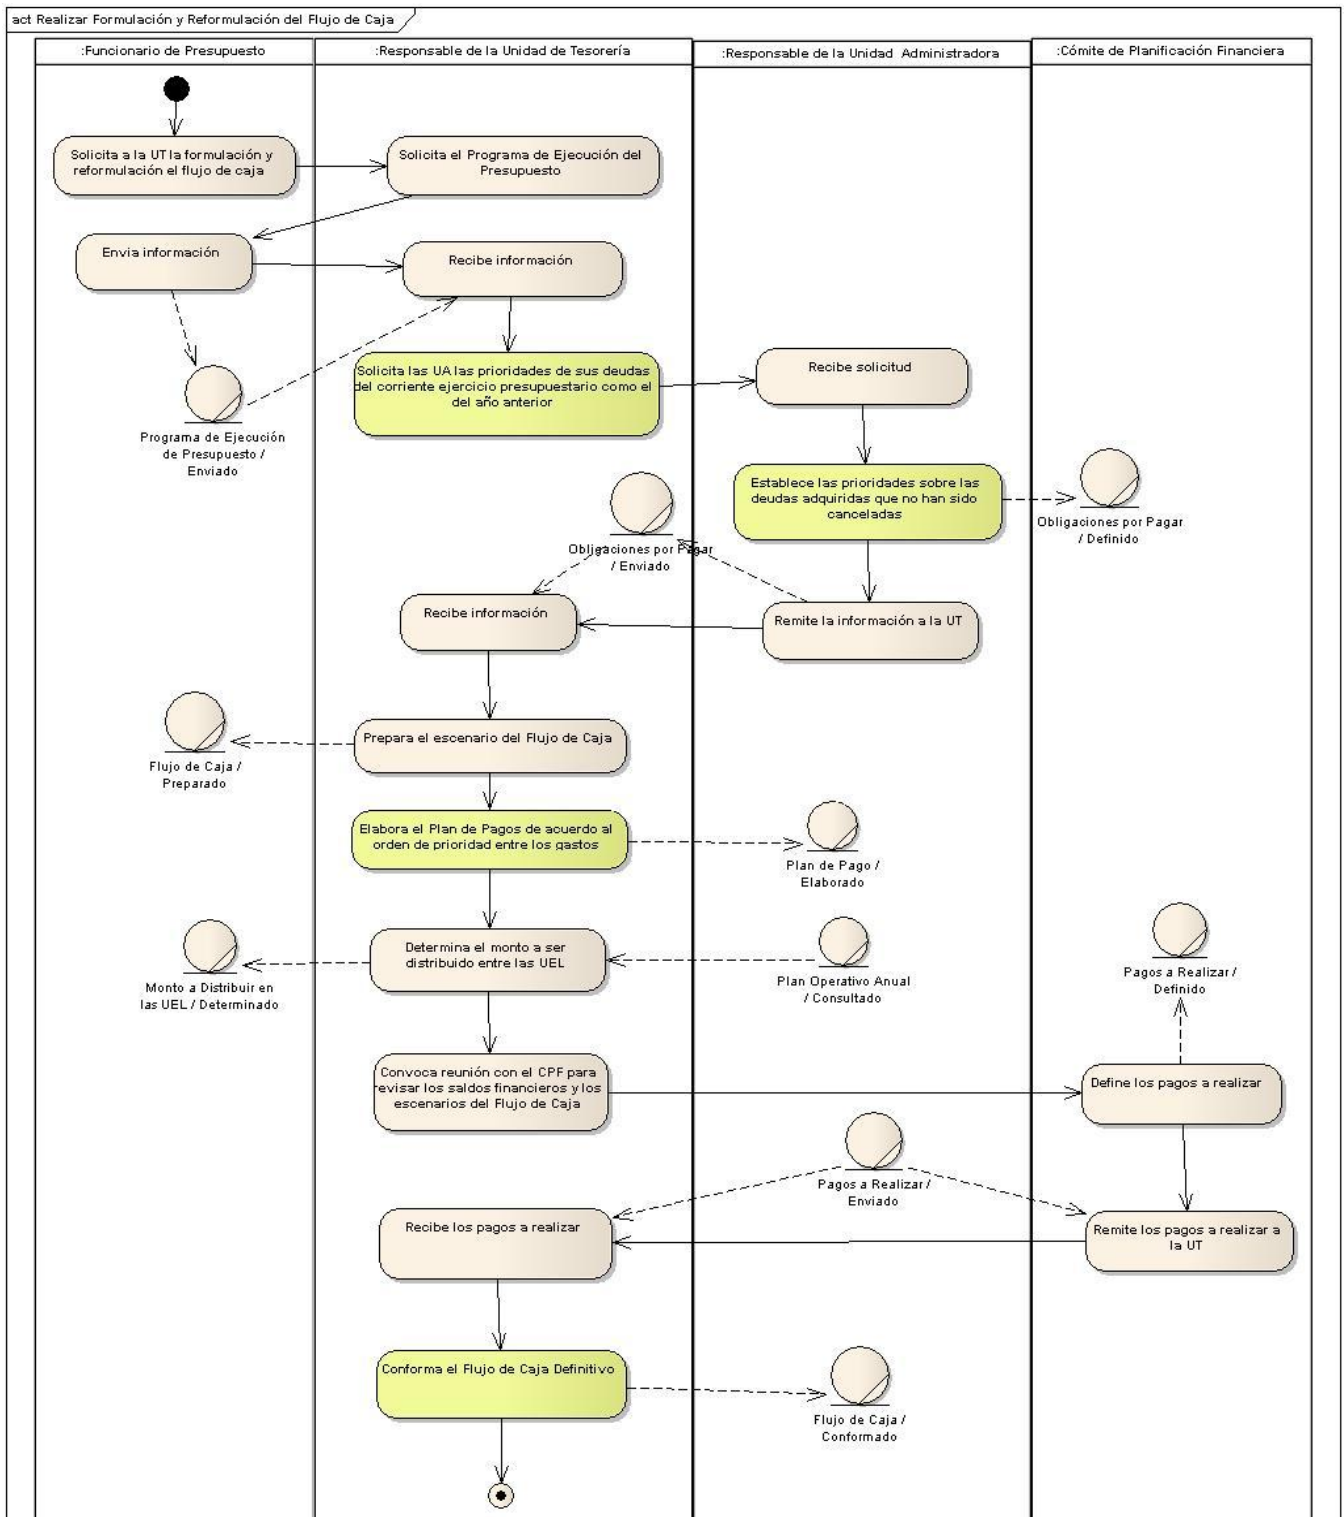 act Realizar Formulación y Reformulación del Flujo de Caja
:Funcionario de Presupuesto
:Responsable de la Unidad de Tesorería
:Responsable de la Unidad Administradora
:Cómite de Planificación Financiera
Solicita a la UT la formulación y
reformulación el flujo de caja
Solicita el Programa de Ejecución del
Presupuesto
Envia información
Recibe información
Programa de Ejecución
de Presupuesto /
Enviado
Solicita las UA las prioridades de sus deudas
del corriente ejercicio presupuestario como el
del año anterior
Recibe solicitud
Establece las prioridades sobre las
deudas adquiridas que no han sido
canceladas
Obligaciones por Pagar
/ Definido
Obligaciones por Pagar
/ Enviado
Remite la información a la UT
Recibe información
Prepara el escenario del Flujo de Caja
Flujo de Caja /
Preparado
Elabora el Plan de Pagos de acuerdo al
orden de prioridad entre los gastos
Plan de Pago /
Elaborado
Determina el monto a ser
distribuido entre las UEL
Monto a Distribuir en
las UEL / Determinado
Plan Operativo Anual
/ Consultado
Pagos a Realizar /
Definido
Convoca reunión con el CPF para
revisar los saldos financieros y los
escenarios del Flujo de Caja
Define los pagos a realizar
Pagos a Realizar /
Enviado
Remite los pagos a realizar a
la UT
Recibe los pagos a realizar
Conforma el Flujo de Caja Definitivo
Flujo de Caja /
Conformado